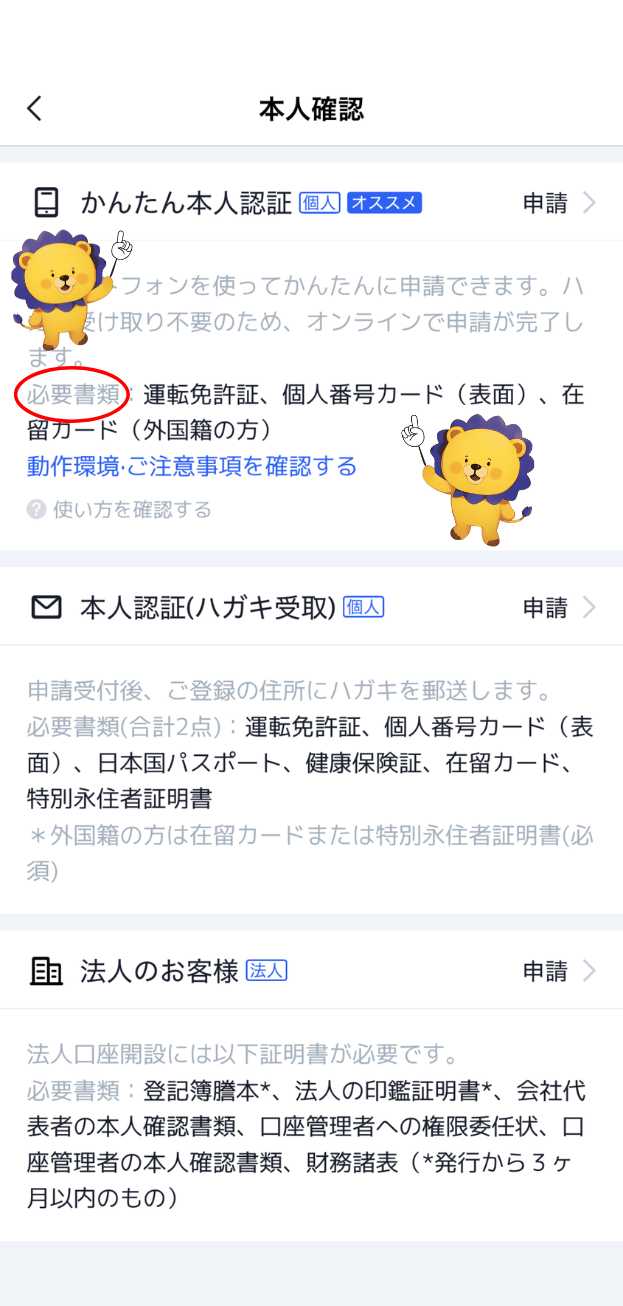 本人確認
かんたん本人認証 個人 オススメ 申請
フォンを使ってかんたんに申請できます。ハ
受け取り不要のため、オンラインで申請が完了し
ます。
必要書類：運転免許証、個人番号カード（表面）、在
留カード（外国籍の方）
動作環境·ご注意事項を確認する
? 使い方を確認する
本人認証(ハガキ受取) 個人 申請
申請受付後、ご登録の住所にハガキを郵送します。
必要書類(合計2点)：運転免許証、個人番号カード（表
面）、日本国パスポート、健康保険証、在留カード、
特別永住者証明書
＊外国籍の方は在留カードまたは特別永住者証明書(必
須)
法人のお客様 法人 申請
法人口座開設には以下証明書が必要です。
必要書類：登記簿謄本*、法人の印鑑証明書*、会社代
表者の本人確認書類、口座管理者への権限委任状、口
座管理者の本人確認書類、財務諸表（*発行から３ヶ
月以内のもの）